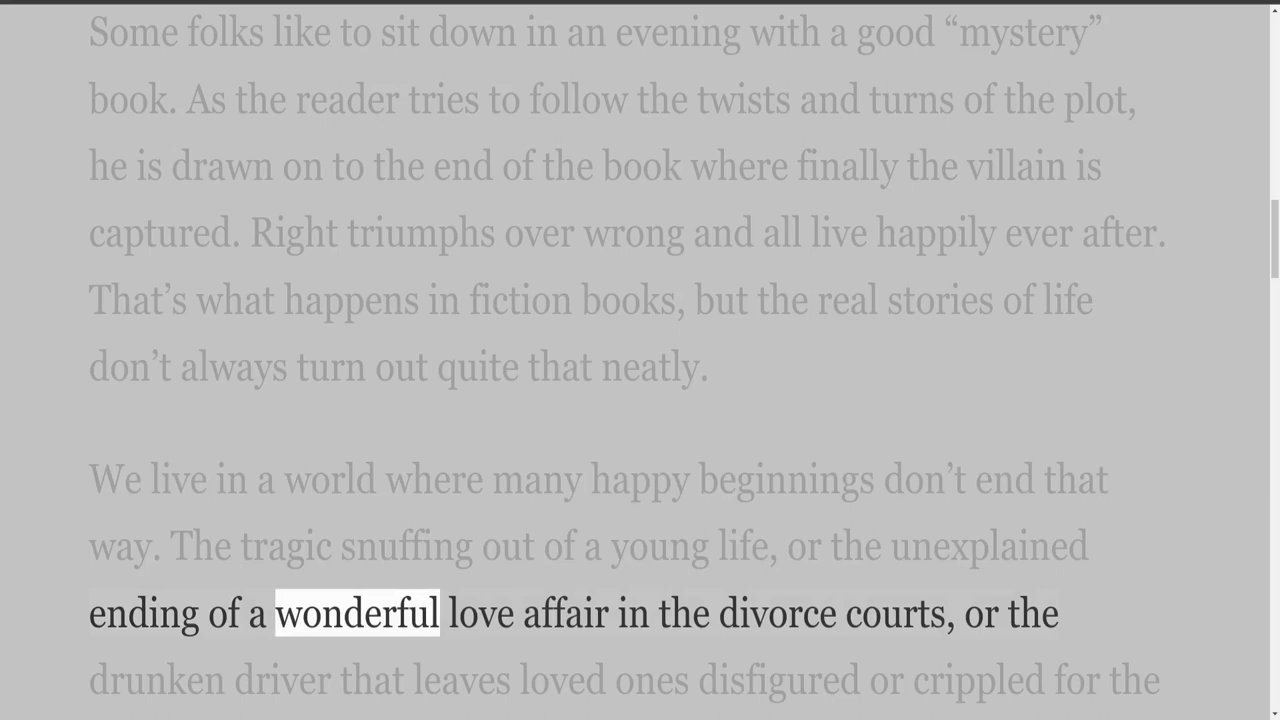 Some folks like to sit down in an evening with a good “mystery”
book. As the reader tries to follow the twists and turns of the plot,
he is drawn on to the end of the book where finally the villain is
captured. Right triumphs over wrong and all live happily ever after.
That’s what happens in fiction books, but the real stories of life
don’t always turn out quite that neatly.
We live in a world where many happy beginnings don’t end that
way. The tragic snuffing out of a young life, or the unexplained
ending of a wonderful love affair in the divorce courts, or the
drunken driver that leaves loved ones disfigured or crippled for the